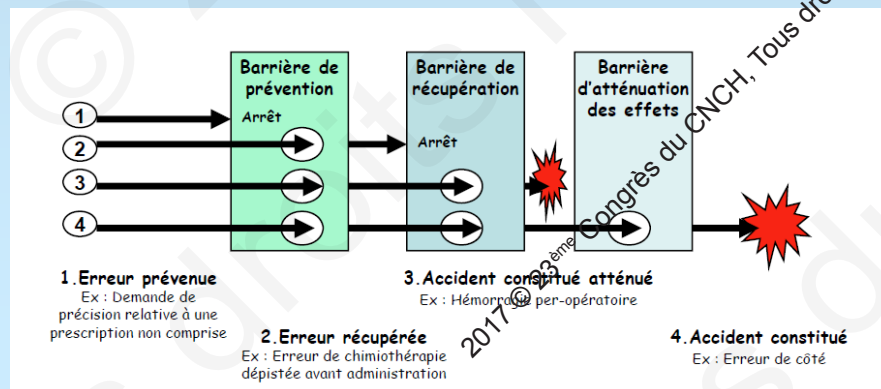 Barrière de
prévention
Barrière de
récupération
Barrière
d'atténuation
des effets
1
Arrêt
2
Arrêt
3
4
1.Erreur prévenue
Ex : Demande de
précision relative à une
prescription non comprise
2.Erreur récupérée
Ex : Erreur de chimiothérapie
dépistée avant administration
3.Accident constitué atténué
Ex : Hémorragie per-opératoire
4.Accident constitué
Ex : Erreur de côté
2017 © 23ème Congrès du CNCH, Tous